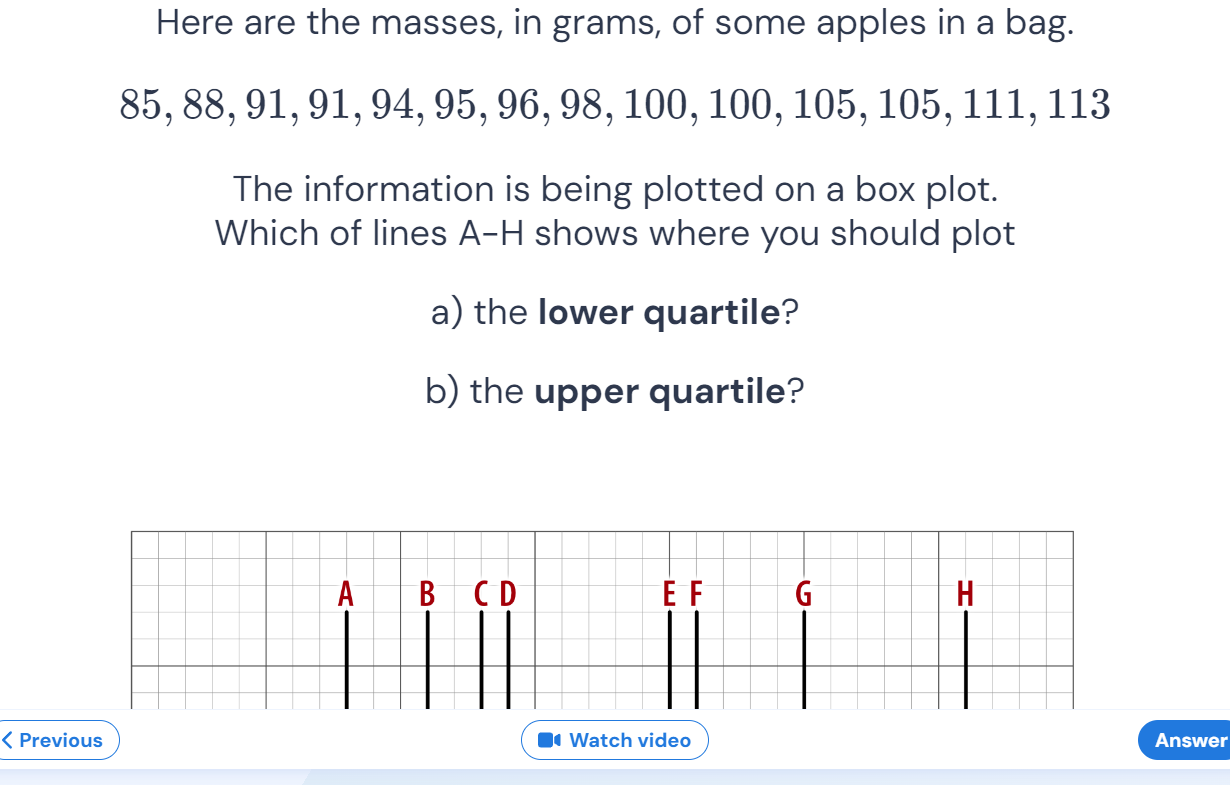 Here are the masses, in grams, of some apples in a bag.
85, 88, 91, 91, 94, 95, 96, 98, 100, 100, 105, 105, 111, 113
The information is being plotted on a box plot.
Which of lines A–H shows where you should plot
a) the lower quartile?
b) the upper quartile?
A B C D E F G H
Previous Watch video Answer